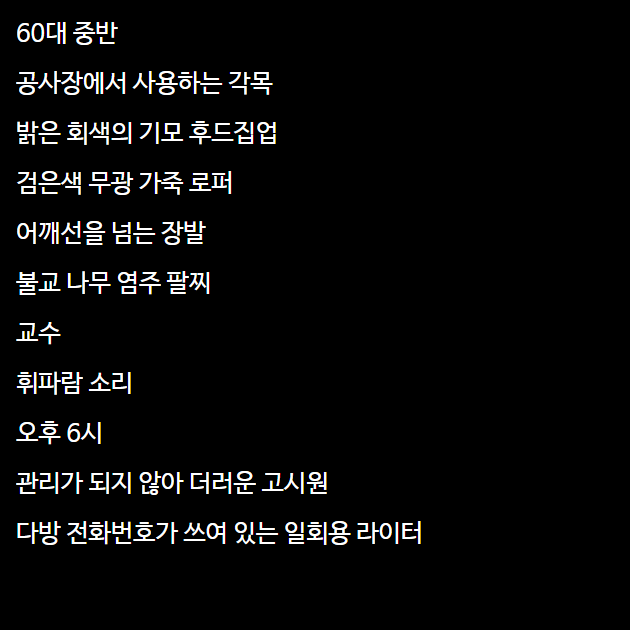 60대 중반
공사장에서 사용하는 각목
밝은 회색의 기모 후드집업
검은색 무광 가죽 로퍼
어깨선을 넘는 장발
불교 나무 염주 팔찌
교수
휘파람 소리
오후 6시
관리가 되지 않아 더러운 고시원
다방 전화번호가 쓰여 있는 일회용 라이터